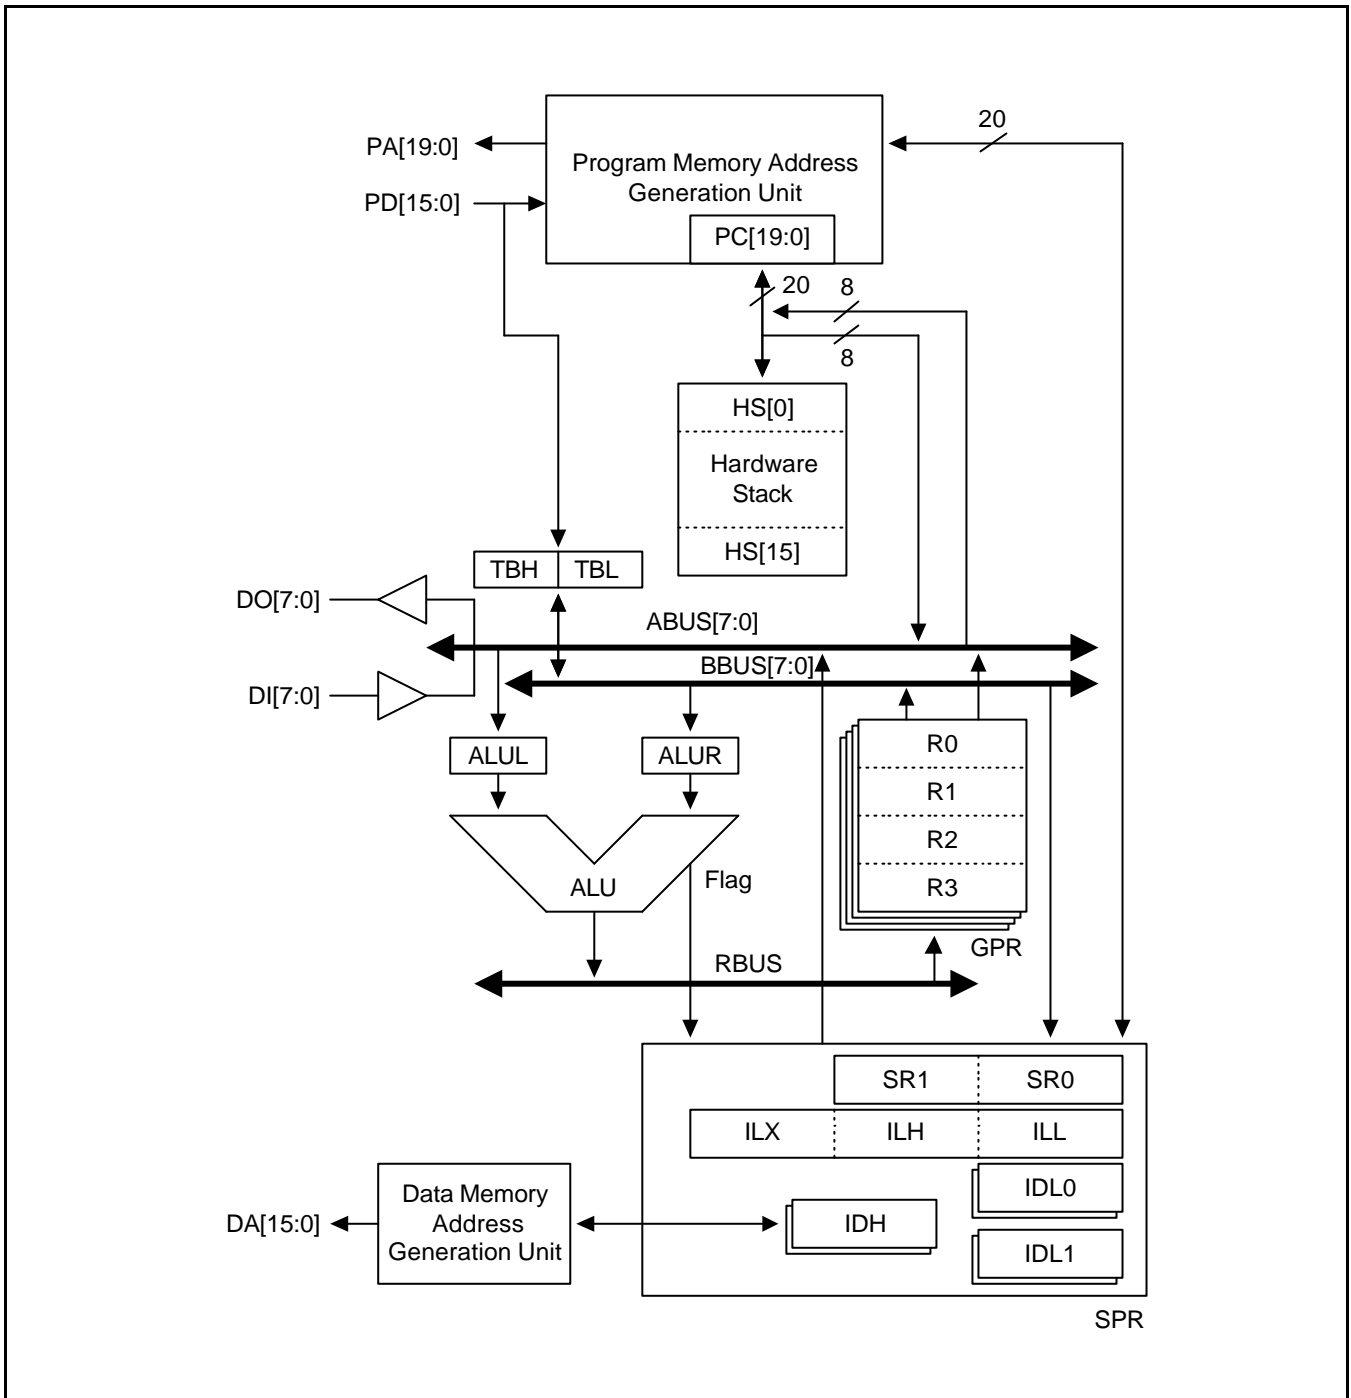 20
PA[19:0]
Program Memory Address
Generation Unit
PD[15:0]
PC[19:0]
20
8
8
HS[0]
Hardware
Stack
HS[15]
TBH
TBL
DO[7:0]
ABUS[7:0]
BBUS[7:0]
DI[7:0]
ALUL
ALUR
R0
R1
R2
R3
ALU
Flag
GPR
RBUS
SR1
SR0
ILX
ILH
ILL
IDL0
Data Memory
Address
Generation Unit
DA[15:0]
IDH
IDL1
SPR